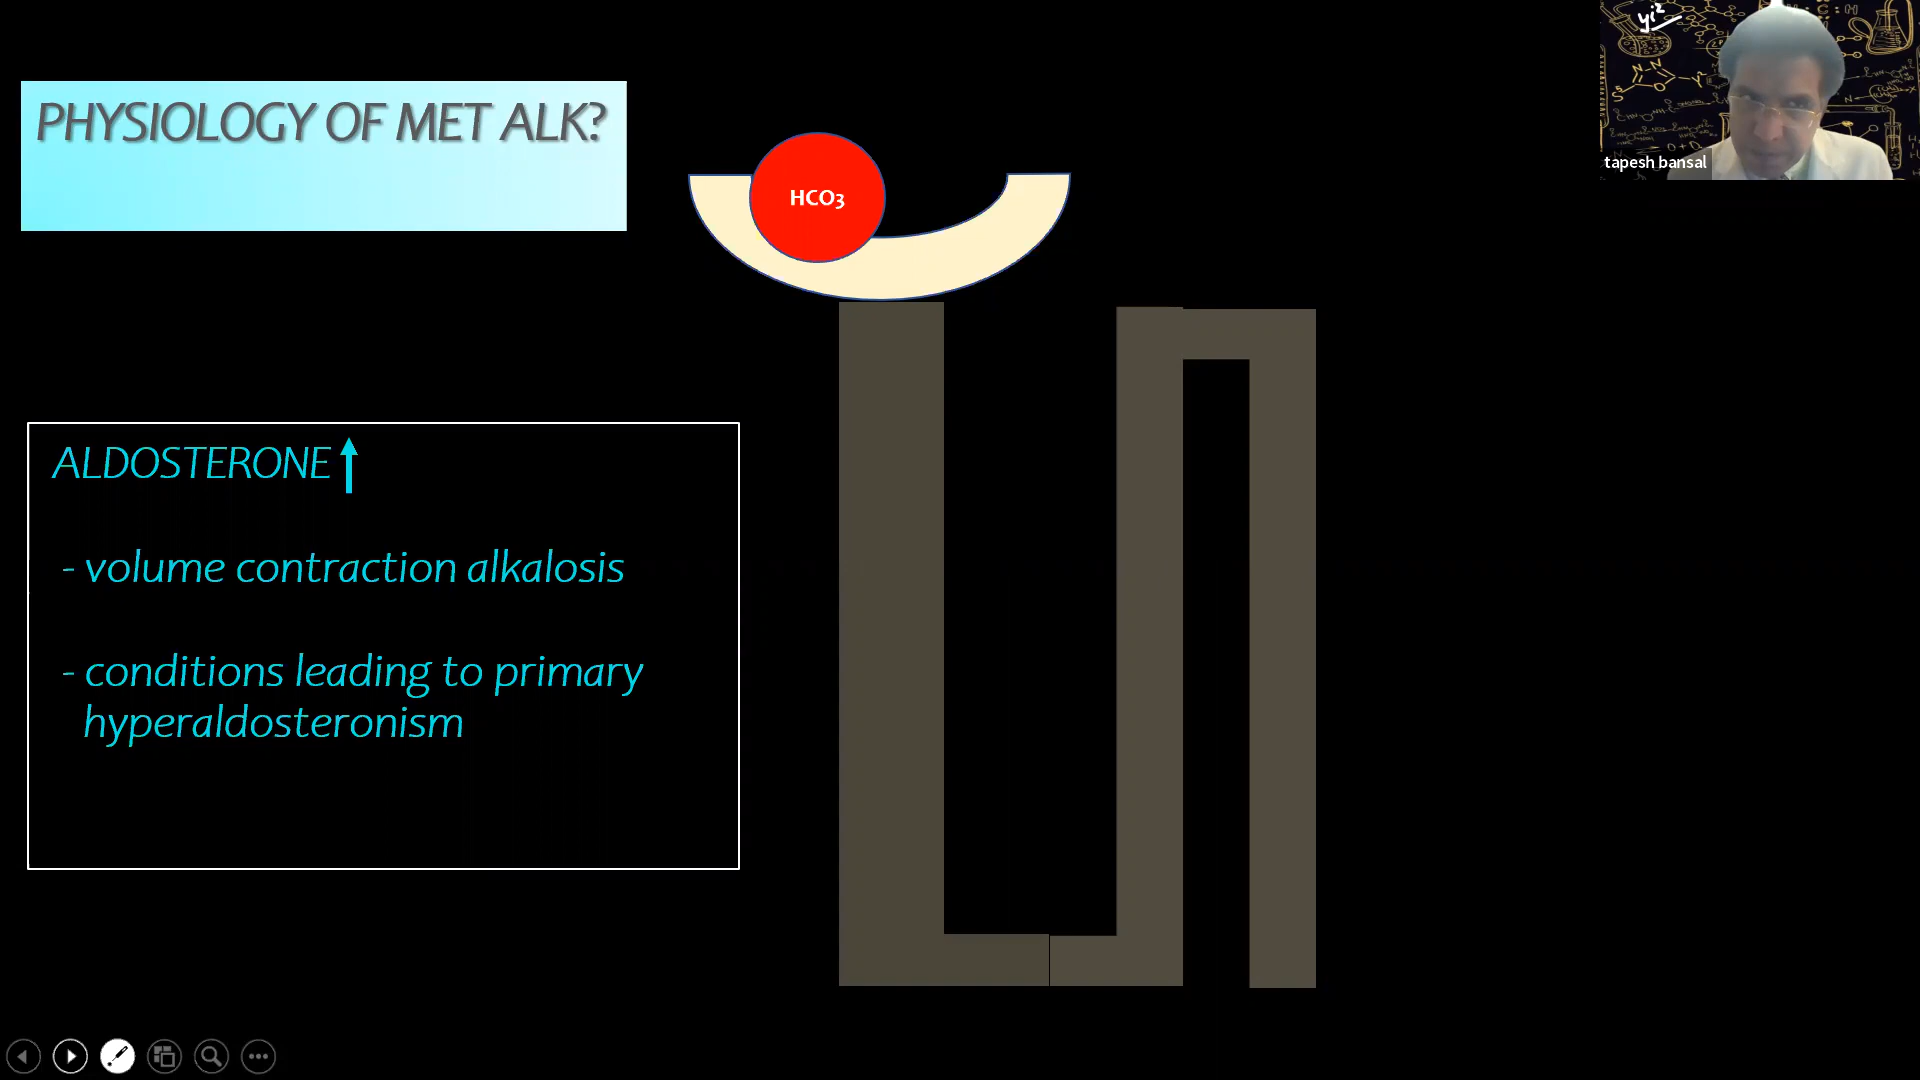 PHYSIOLOGY OF MET ALK?
HCO3
tapesh bansal
ALDOSTERONE
- volume contraction alkalosis
- conditions leading to primary
hyperaldosteronism